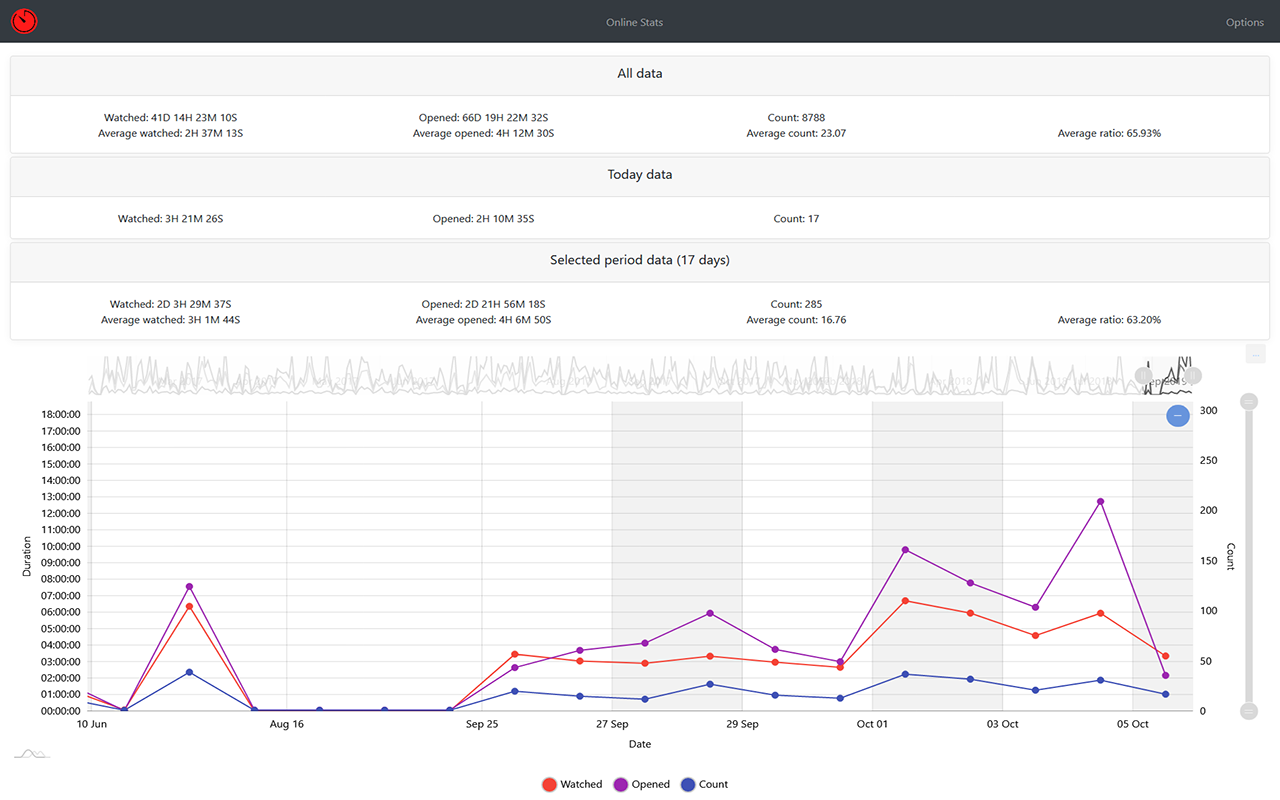 Online Stats
Options
All data
Watched: 41D 14H 23M 10S
Opened: 66D 19H 22M 32S
Count: 8788
Average watched: 2H 37M 13S
Average opened: 4H 12M 30S
Average count: 23.07
Average ratio: 65.93%
Today data
Watched: 3H 21M 26S
Opened: 2H 10M 35S
Count: 17
Selected period data (17 days)
Watched: 2D 3H 29M 37S
Opened: 2D 21H 56M 18S
Count: 285
Average watched: 3H 1M 44S
Average opened: 4H 6M 50S
Average count: 16.76
Average ratio: 63.20%
18:00:00
17:00:00
16:00:00
15:00:00
14:00:00
13:00:00
12:00:00
11:00:00
10:00:00
09:00:00
08:00:00
07:00:00
06:00:00
05:00:00
04:00:00
03:00:00
02:00:00
01:00:00
00:00:00
Duration
300
250
200
150
100
50
0
Count
10 Jun
Aug 16
Sep 25
27 Sep
29 Sep
Oct 01
03 Oct
05 Oct
Date
Watched
Opened
Count